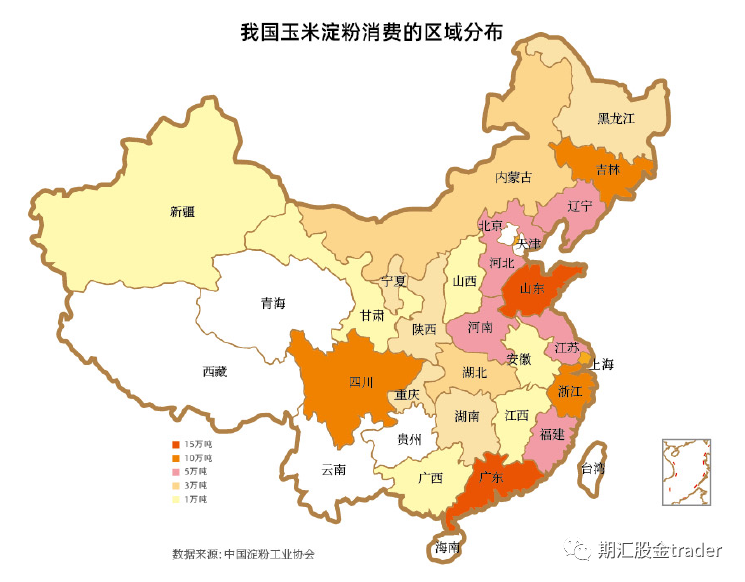 我国玉米淀粉消费的区域分布
黑龙江
吉林
内蒙古
辽宁
新疆
北京
天津
河北
宁夏
山西
山东
青海
甘肃
陕西
河南
江苏
安徽
上海
西藏
四川
湖北
重庆
浙江
湖南
江西
贵州
福建
云南
广西
广东
台湾
海南
15万吨
10万吨
5万吨
3万吨
1万吨
数据来源:中国淀粉工业协会
期汇股金trader